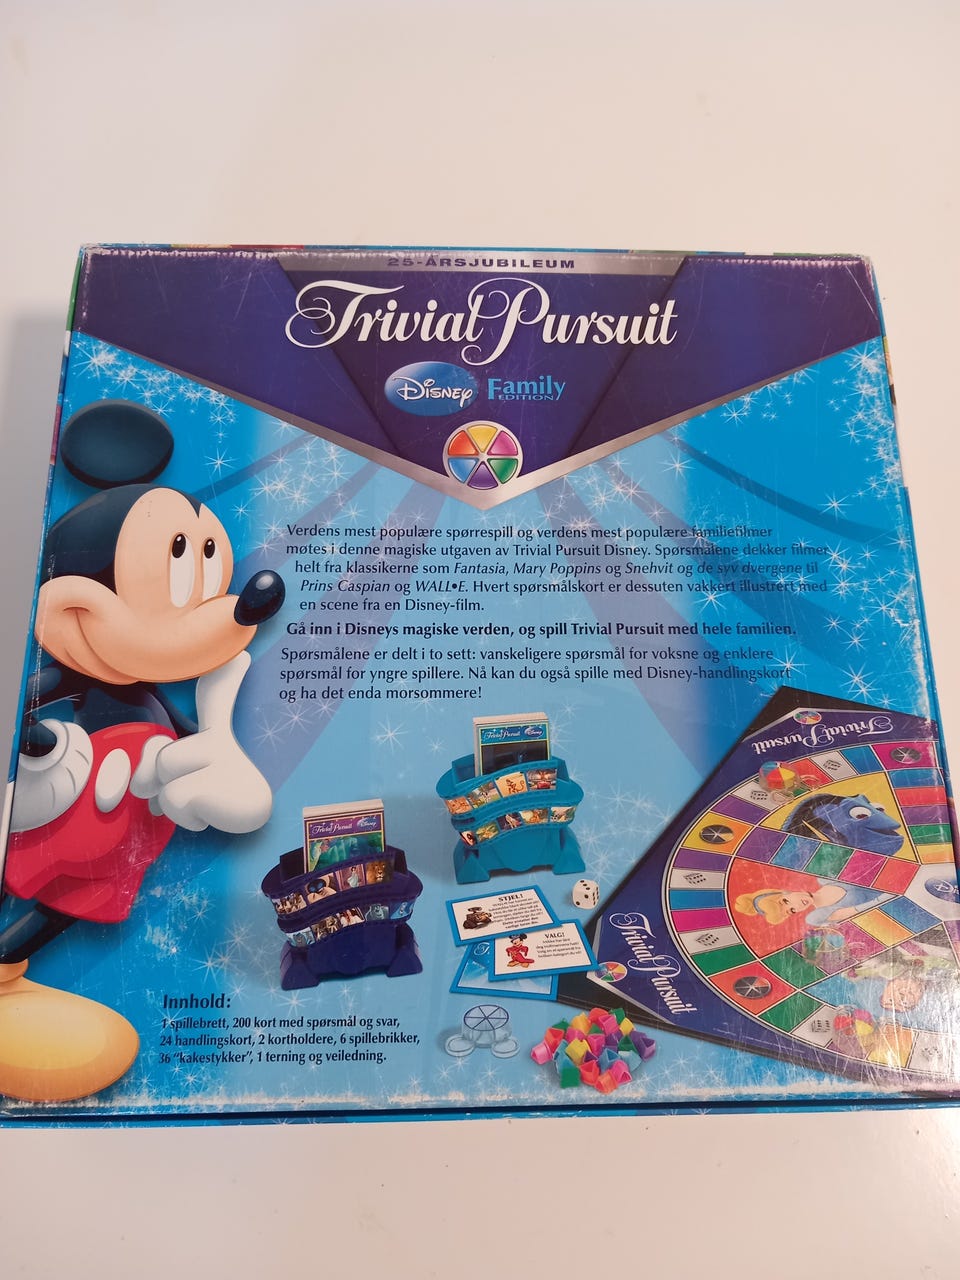 25-ÅRSJUBILEUM
Trivial Pursuit
Disney Family
EDITION
Verdens mest populære spørrespill og verdens mest populære familiefilmer
møtes i denne magiske utgaven av Trivial Pursuit Disney. Spørsmålene dekker filmer
helt fra klassikerne som Fantasia, Mary Poppins og Snehvit og de syv dvergene til
Prins Caspian og WALL•E. Hvert spørsmålskort er dessuten vakkert illustrert med
en scene fra en Disney-film.
Gå inn i Disneys magiske verden, og spill Trivial Pursuit med hele familien.
Spørsmålene er delt i to sett: vanskeligere spørsmål for voksne og enklere
spørsmål for yngre spillere. Nå kan du også spille med Disney-handlingskort
og ha det enda morsommere!
Trivial Pursuit Disney
Trivial Pursuit
Trivial Pursuit Disney
STJEL!
VALG!
Trivial Pursuit
Innhold:
1 spillebrett, 200 kort med spørsmål og svar,
24 handlingskort, 2 kortholdere, 6 spillebrikker,
36 “kakestykker”, 1 terning og veiledning.